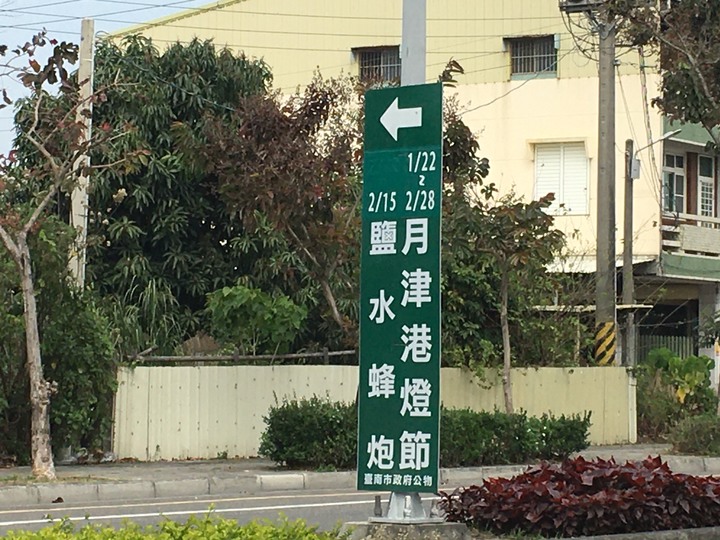 1/22
~
2/28
月津港燈節
2/15
鹽水蜂炮
臺南市政府公物